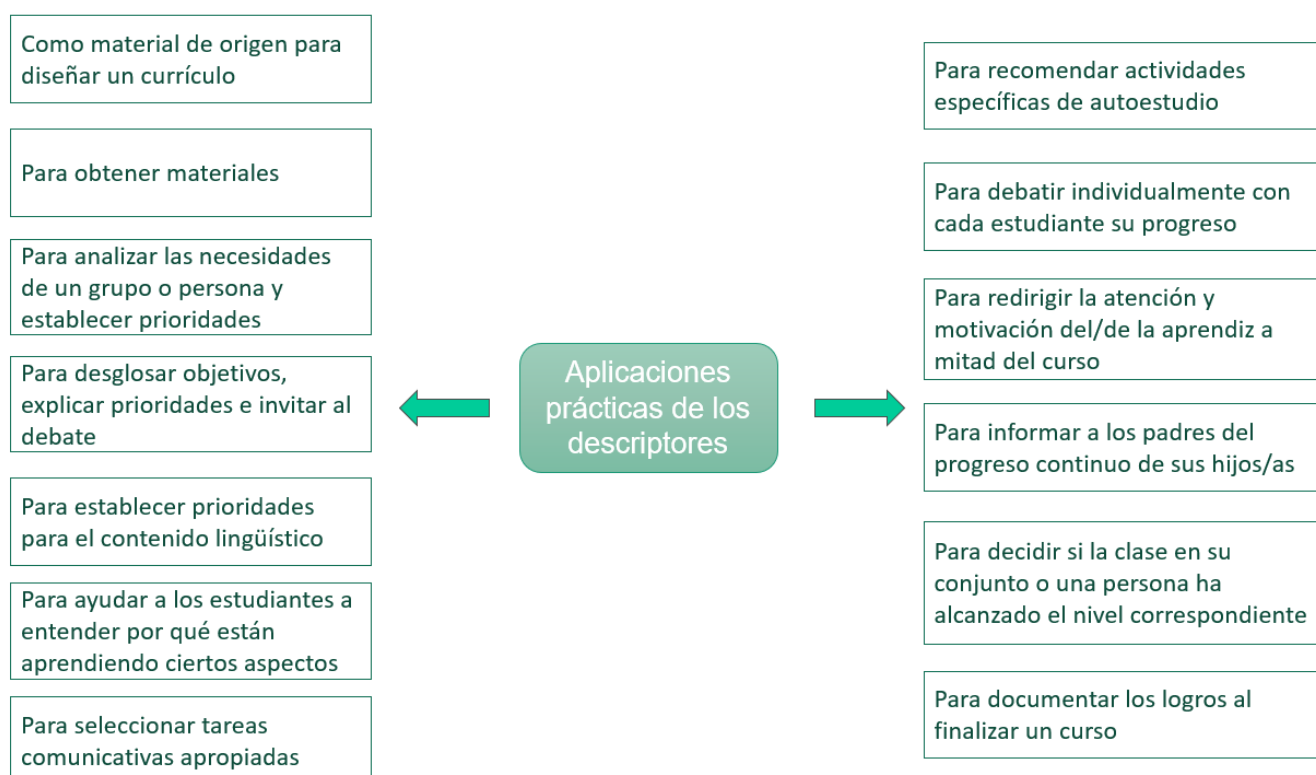 Como material de origen para
diseñar un currículo
Para obtener materiales
Para analizar las necesidades
de un grupo o persona y
establecer prioridades
Para desglosar objetivos,
explicar prioridades e invitar al
debate
Para establecer prioridades
para el contenido lingüístico
Para ayudar a los estudiantes a
entender por qué están
aprendiendo ciertos aspectos
Para seleccionar tareas
comunicativas apropiadas
Aplicaciones
prácticas de los
descriptores
Para recomendar actividades
específicas de autoestudio
Para debatir individualmente con
cada estudiante su progreso
Para redirigir la atención y
motivación del/de la aprendiz a
mitad del curso
Para informar a los padres del
progreso continuo de sus hijos/as
Para decidir si la clase en su
conjunto o una persona ha
alcanzado el nivel correspondiente
Para documentar los logros al
finalizar un curso